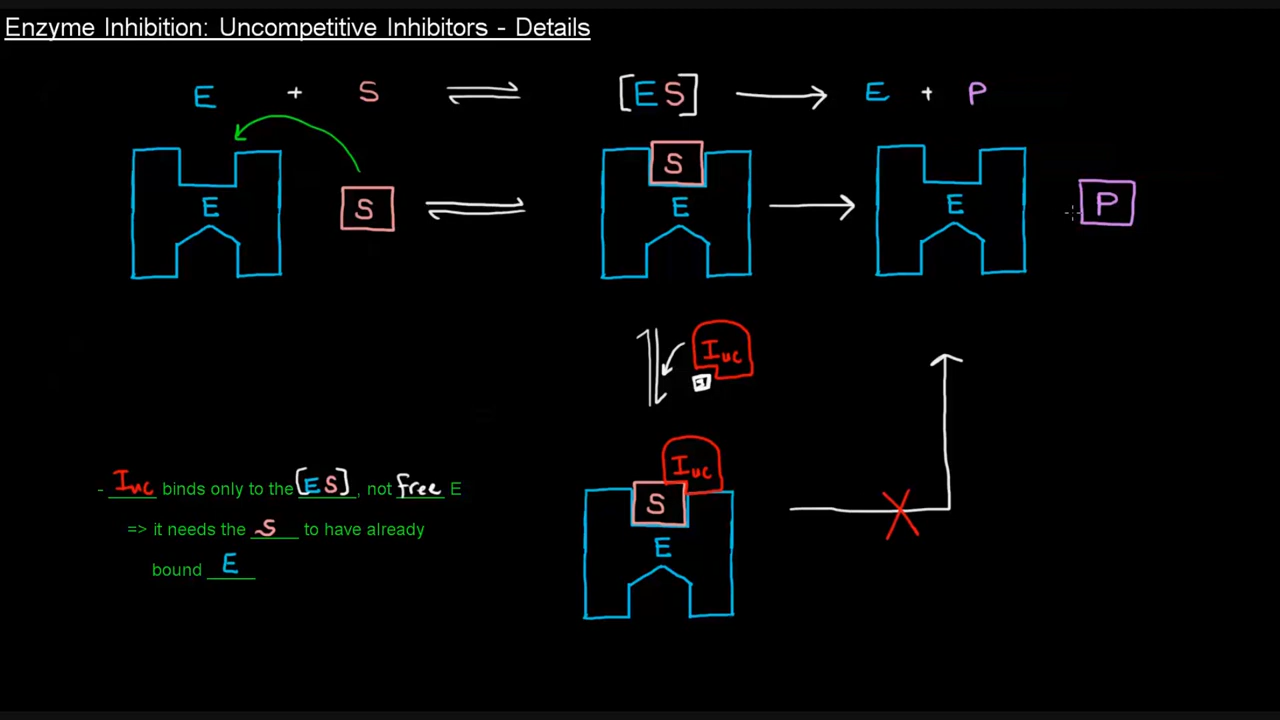 Enzyme Inhibition: Uncompetitive Inhibitors - Details
E + S ⇌ [ES] → E + P
E S ⇌ S E → E P
Iuc
Iuc
S
E
- Iuc binds only to the [ES], not free E
=> it needs the S to have already
bound E